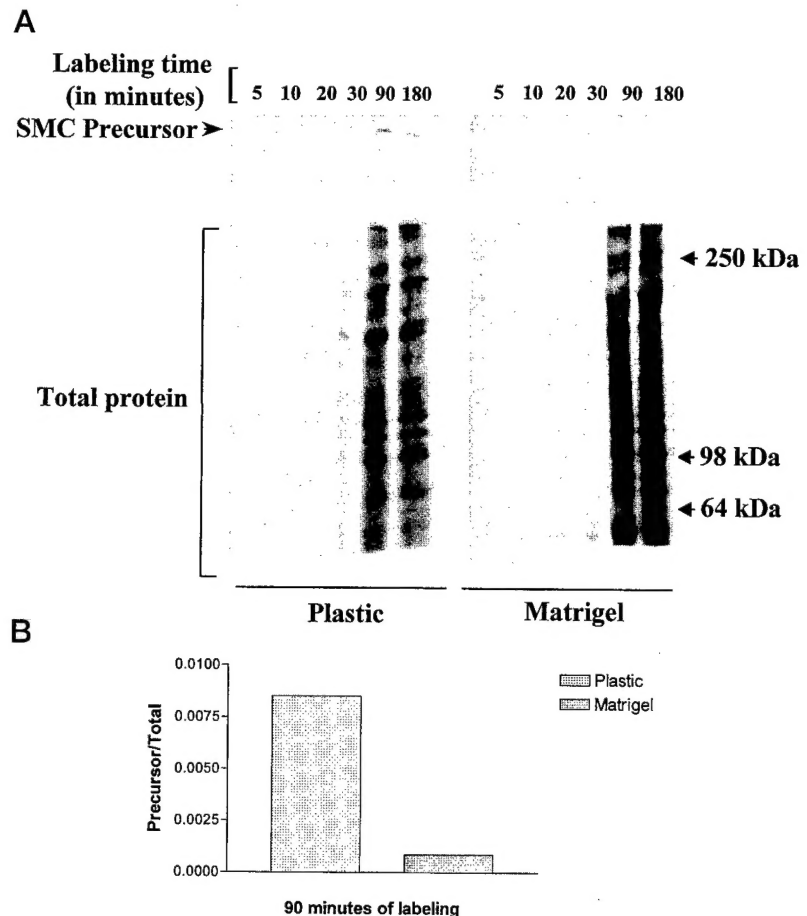 A
Labeling time
(in minutes)
5 10 20 30 90 180
5 10 20 30 90 180
SMC Precursor
250 kDa
Total protein
98 kDa
64 kDa
Plastic
Matrigel
B
0.0100
0.0075
0.0050
0.0025
0.0000
Precursor/Total
Plastic
Matrigel
90 minutes of labeling